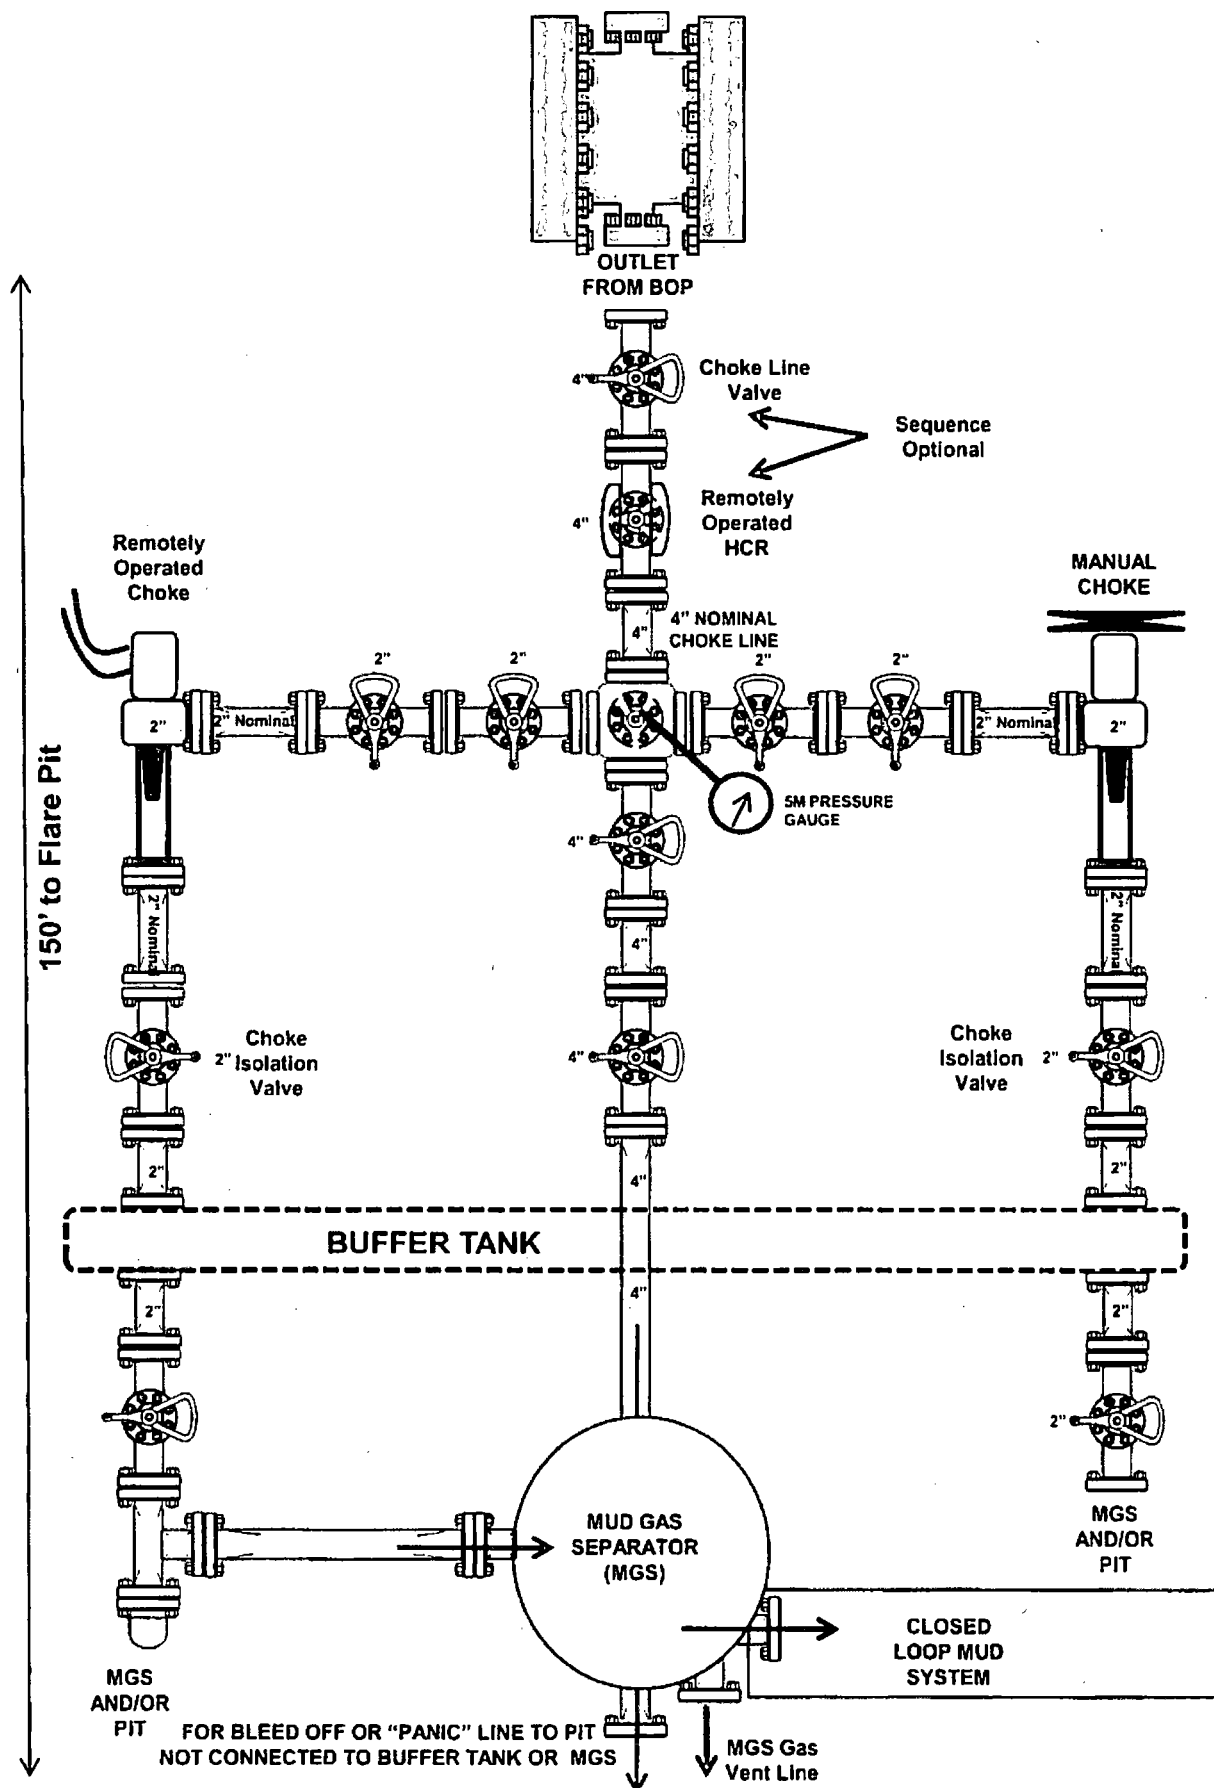 OUTLET
FROM BOP
4"
Choke Line
Valve
Sequence
Optional
4"
Remotely
Operated
HCR
Remotely
Operated
Choke
MANUAL
CHOKE
4"
4" NOMINAL
CHOKE LINE
2"
2"
2"
2"
2"
2" Nominal
2" Nominal
2"
5M PRESSURE
GAUGE
4"
150' to Flare Pit
2" Nominal
4"
2" Nominal
2"
Choke
Isolation
Valve
4"
Choke
Isolation
Valve
2"
2"
4"
2"
BUFFER TANK
2"
4"
2"
2"
MUD GAS
SEPARATOR
(MGS)
MGS
AND/OR
PIT
CLOSED
LOOP MUD
SYSTEM
MGS
AND/OR
PIT
FOR BLEED OFF OR "PANIC" LINE TO PIT
NOT CONNECTED TO BUFFER TANK OR MGS
MGS Gas
Vent Line